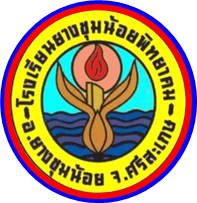 โรงเรียนยางชุมน้อยพิทยาคม
อ.ยางชุมน้อย จ.ศรีสะเกษ